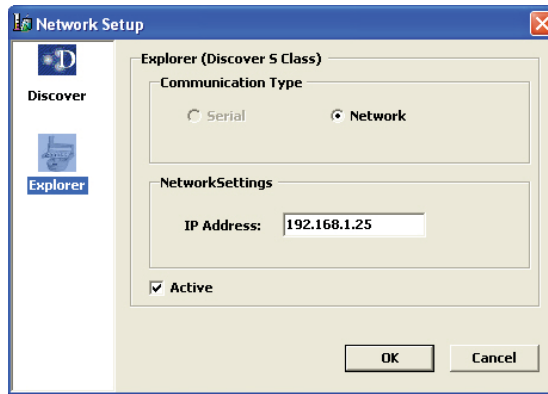 Network Setup
D
Discover
Explorer
Explorer (Discover S Class)
Communication Type
Serial
Network
NetworkSettings
IP Address: 192.168.1.25
Active
OK Cancel